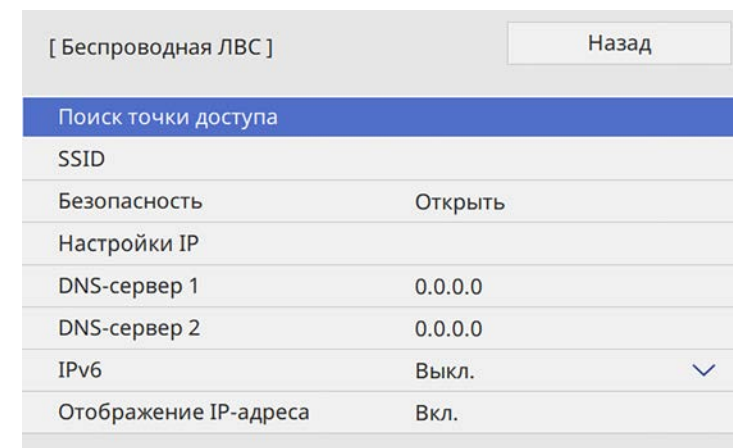 [ Беспроводная ЛВС ] Назад
Поиск точки доступа
SSID
Безопасность Открыть
Настройки IP
DNS-сервер 1 0.0.0.0
DNS-сервер 2 0.0.0.0
IPv6 Выкл.
Отображение IP-адреса Вкл.